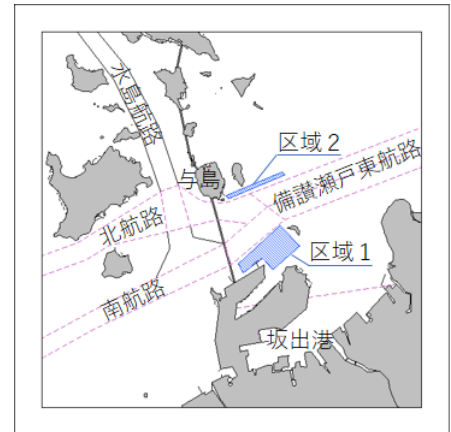 水島航路
区域２
与島
備讃瀬戸東航路
北航路
区域１
南航路
坂出港